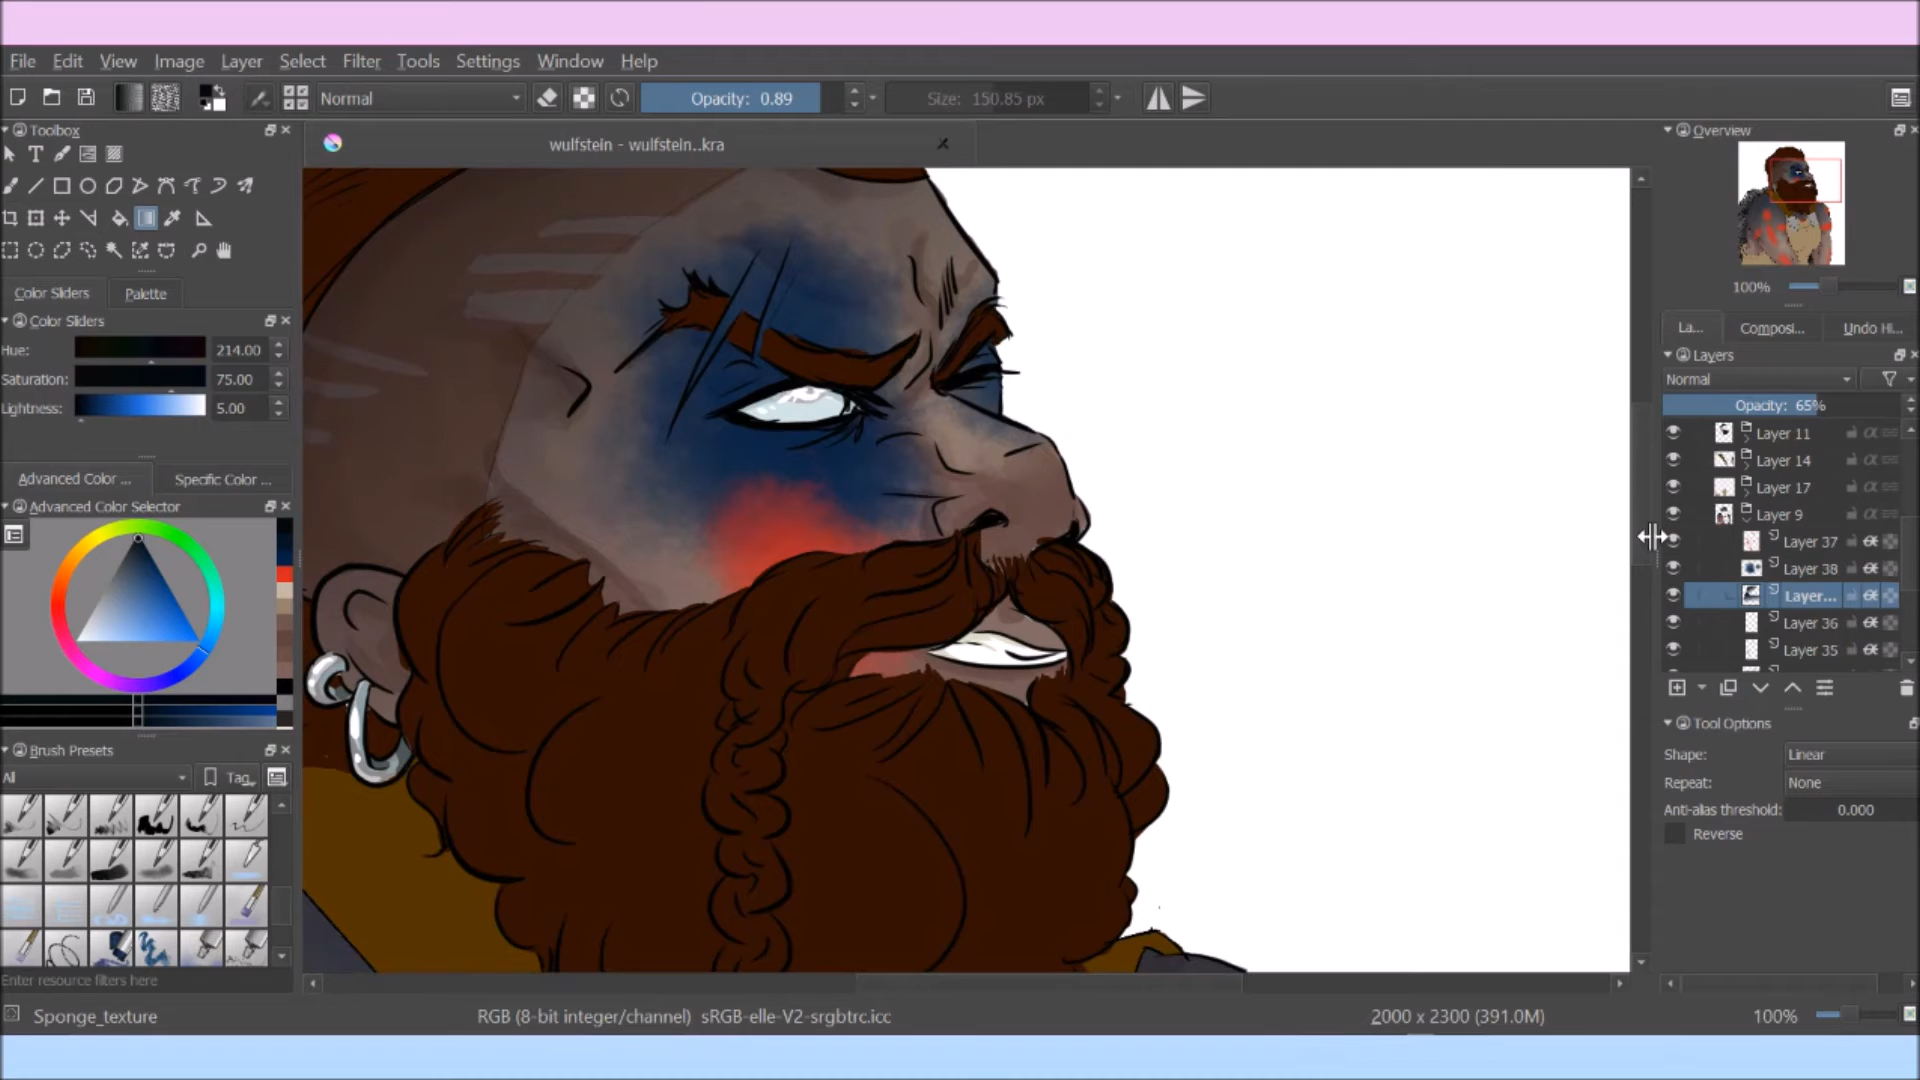 File Edit View Image Layer Select Filter Tools Settings Window Help
Normal Opacity: 0.89 Size: 150.85 px
Toolbox
wulfstein - wulfstein..kra
Overview
Color Sliders Palette
Color Sliders
Hue: 214.00
Saturation: 75.00
Lightness: 5.00
Advanced Color ... Specific Color ...
Advanced Color Selector
Brush Presets
All Tag
Enter resource filters here
100%
La... Composi... Undo Hi...
Layers
Normal
Opacity: 65%
Layer 11
Layer 14
Layer 17
Layer 9
Layer 37
Layer 38
Layer...
Layer 36
Layer 35
Tool Options
Shape: Linear
Repeat: None
Anti-alias threshold: 0.000
Reverse
Sponge_texture RGB (8-bit integer/channel) sRGB-elle-V2-srgbtrc.icc 2000 x 2300 (391.0M) 100%